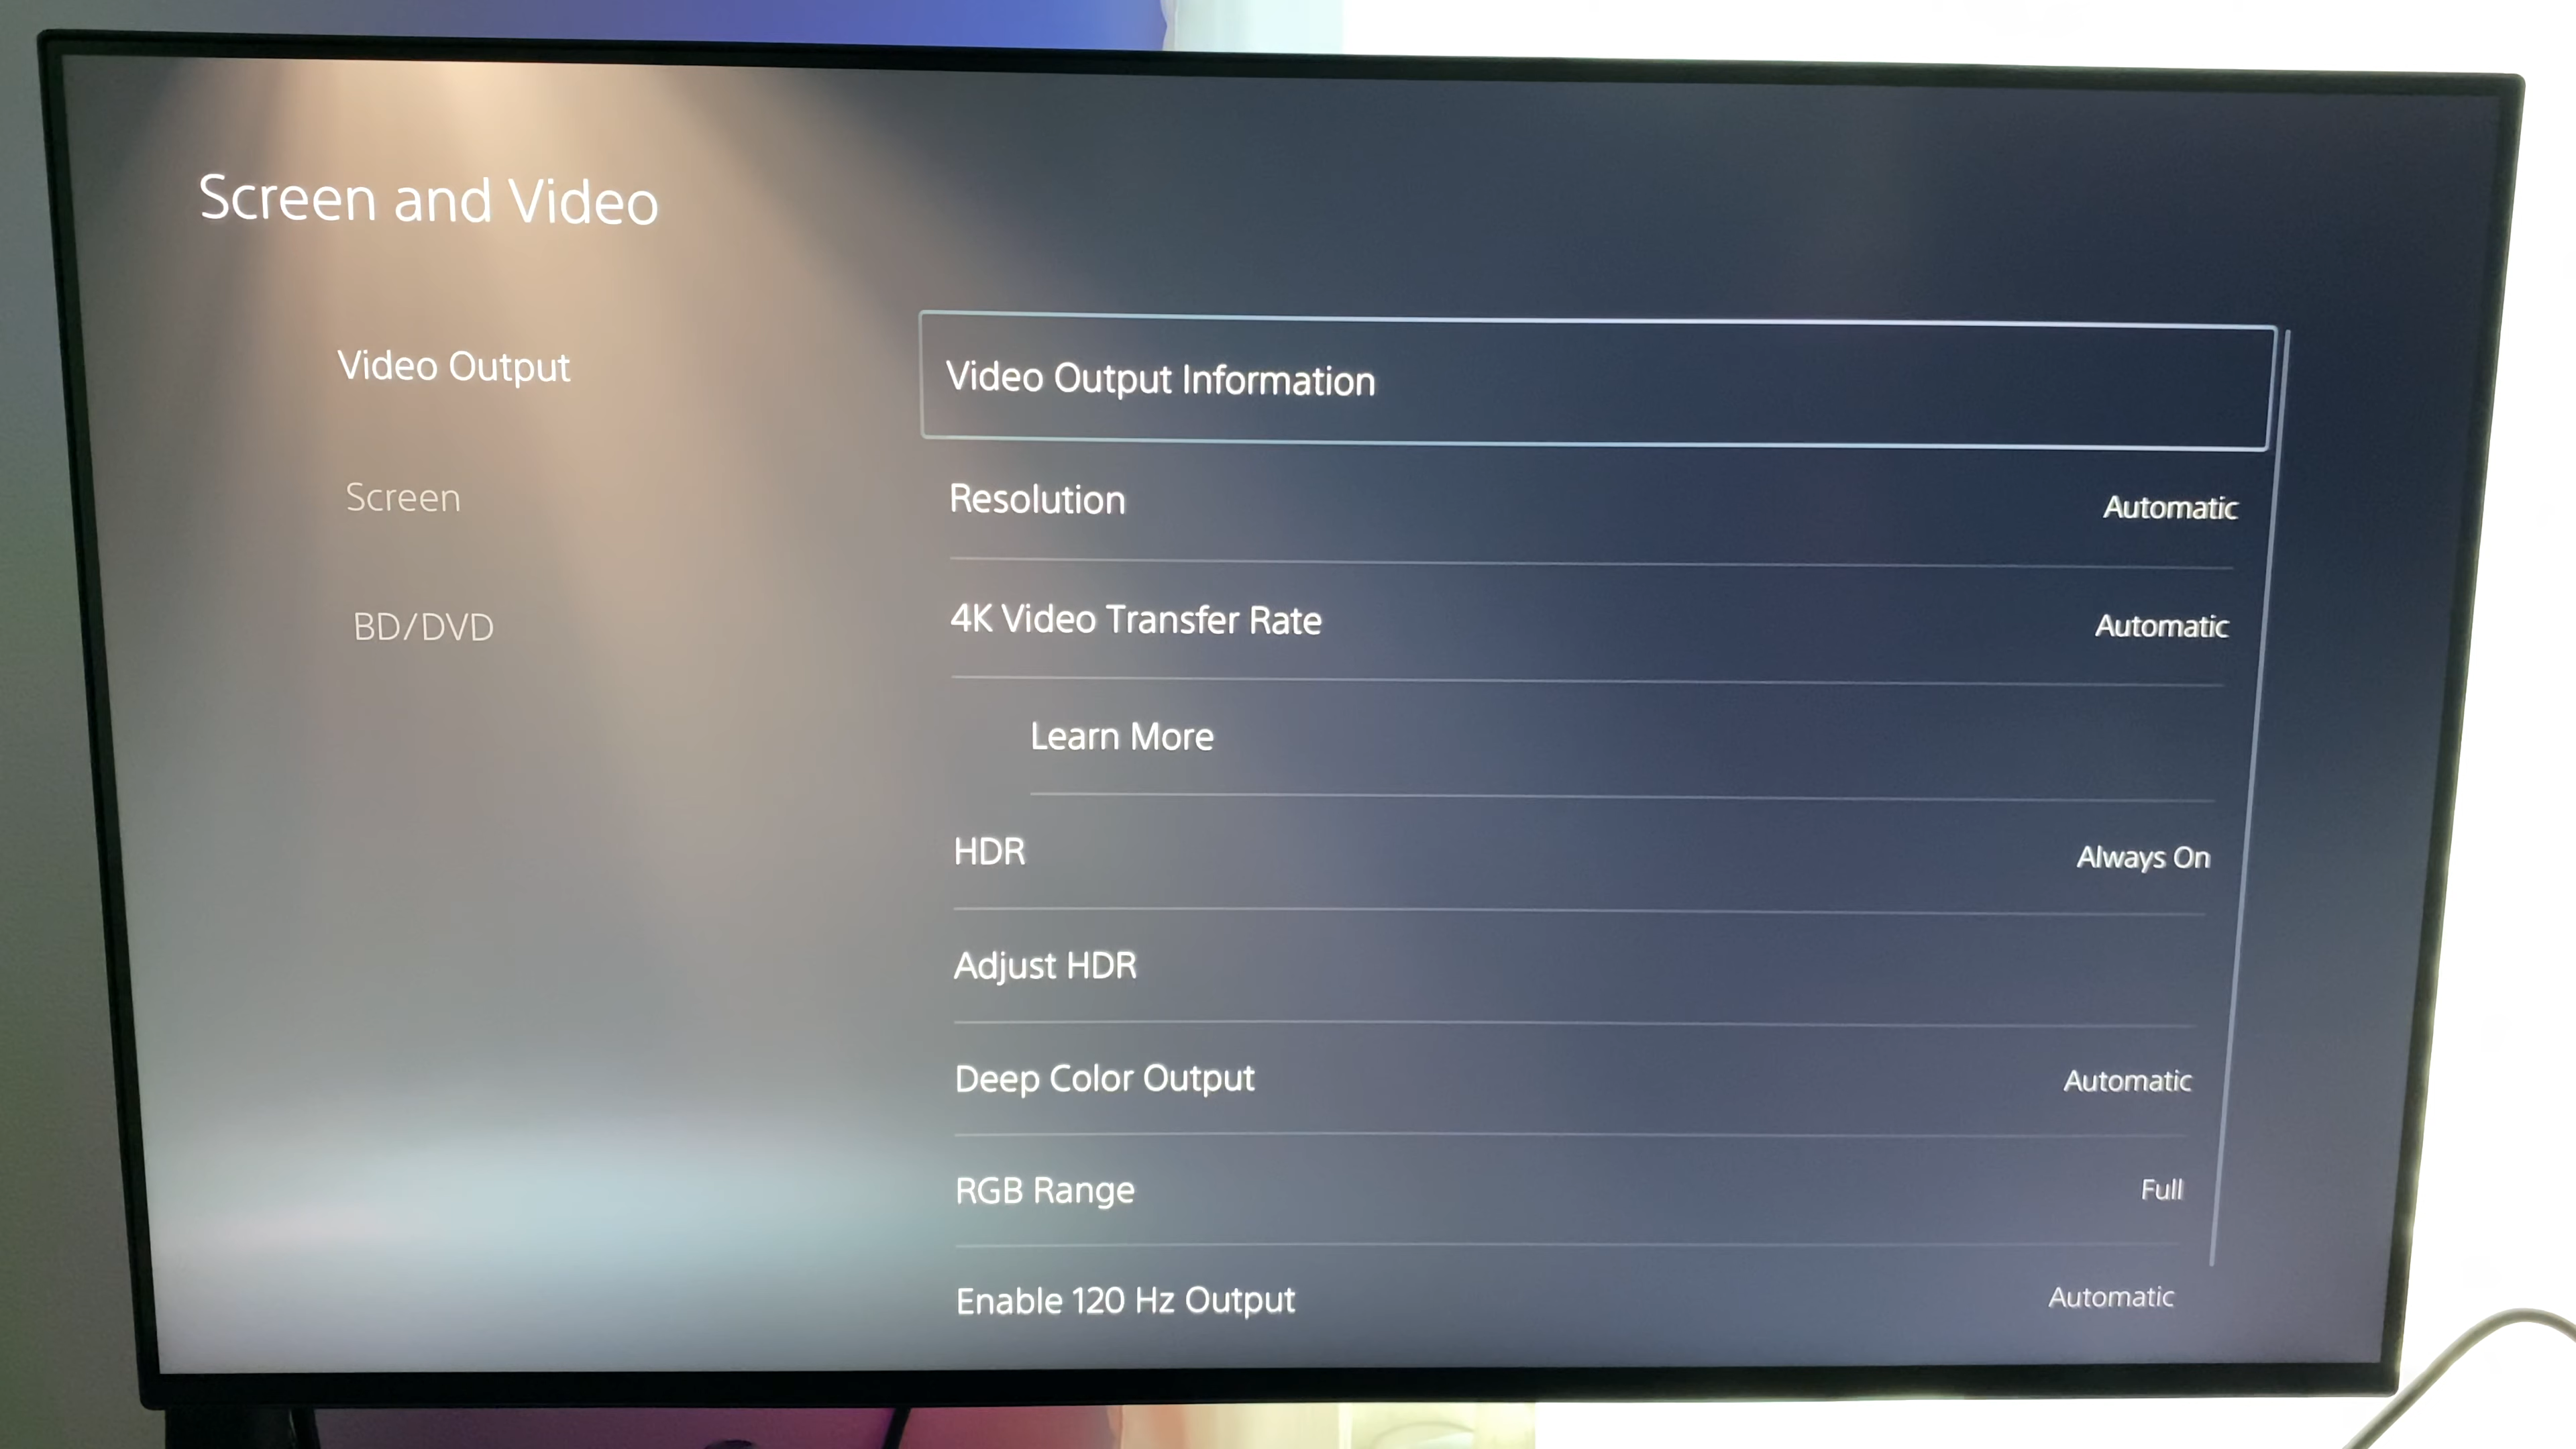 Screen and Video
Video Output
Screen
BD/DVD
Video Output Information
Resolution Automatic
4K Video Transfer Rate Automatic
Learn More
HDR Always On
Adjust HDR
Deep Color Output Automatic
RGB Range Full
Enable 120 Hz Output Automatic